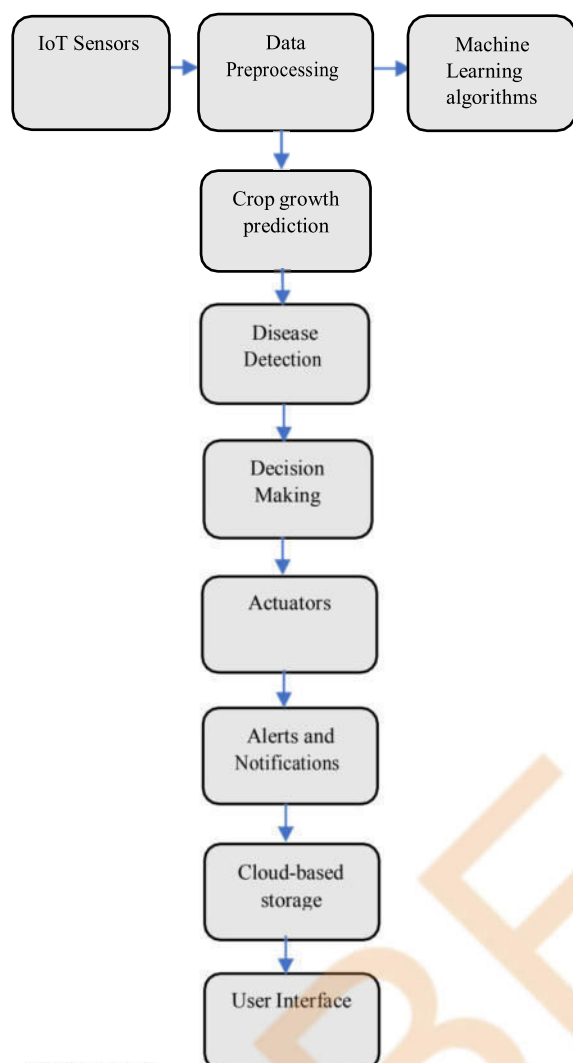 IoT Sensors
Data
Preprocessing
Machine
Learning
algorithms
Crop growth
prediction
Disease
Detection
Decision
Making
Actuators
Alerts and
Notifications
Cloud-based
storage
User Interface